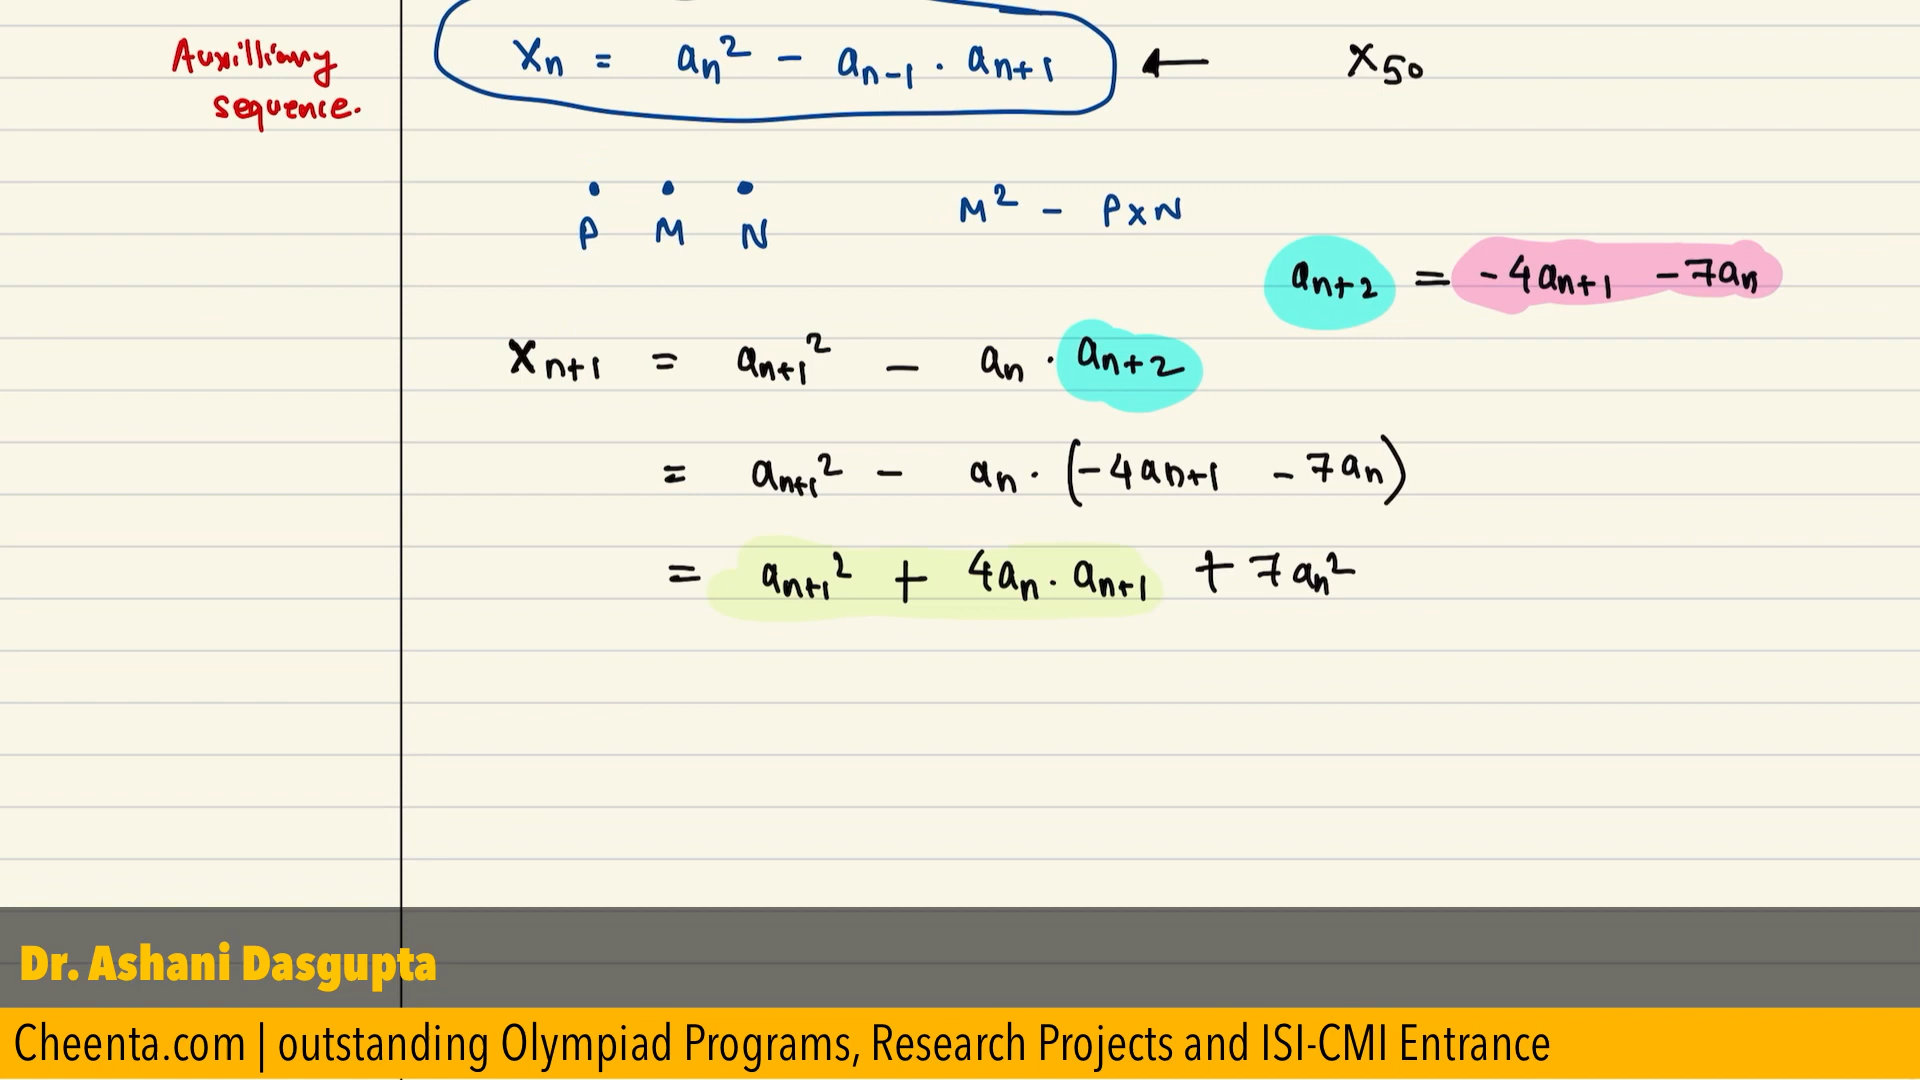 Auxilliary
sequence.
xₙ = aₙ² - aₙ₋₁ · aₙ₊₁ ← x₅₀
P M N M² - P×N
aₙ₊₂ = -4aₙ₊₁ -7aₙ
xₙ₊₁ = aₙ₊₁² - aₙ · aₙ₊₂
= aₙ₊₁² - aₙ · (-4aₙ₊₁ -7aₙ)
= aₙ₊₁² + 4aₙ · aₙ₊₁ + 7aₙ²
Dr. Ashani Dasgupta
Cheenta.com | outstanding Olympiad Programs, Research Projects and ISI-CMI Entrance